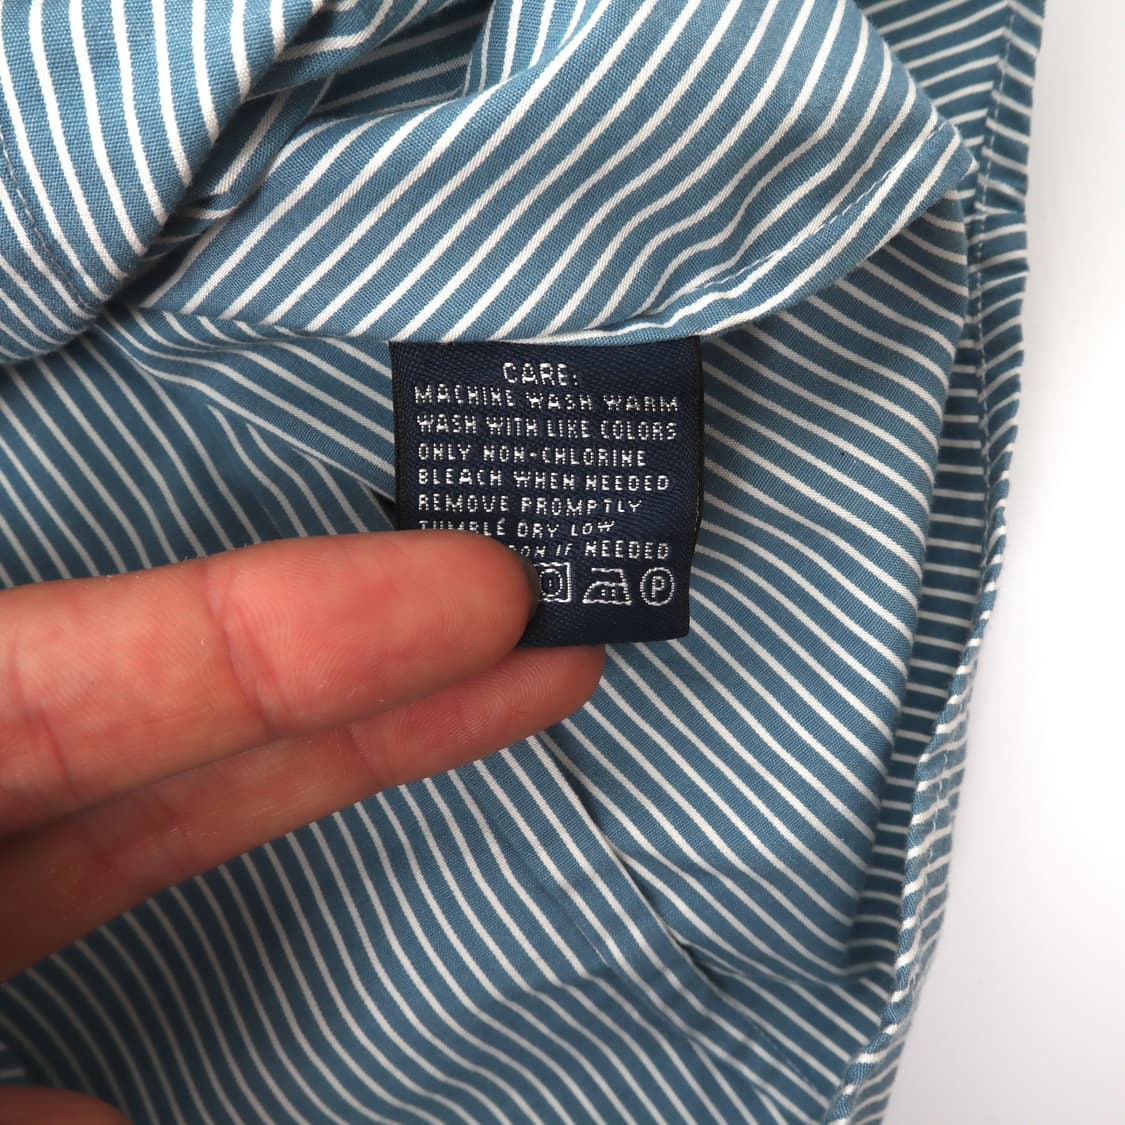 CARE:
MACHINE WASH WARM
WASH WITH LIKE COLORS
ONLY NON-CHLORINE
BLEACH WHEN NEEDED
REMOVE PROMPTLY
TUMBLE DRY LOW
IF NEEDED
P